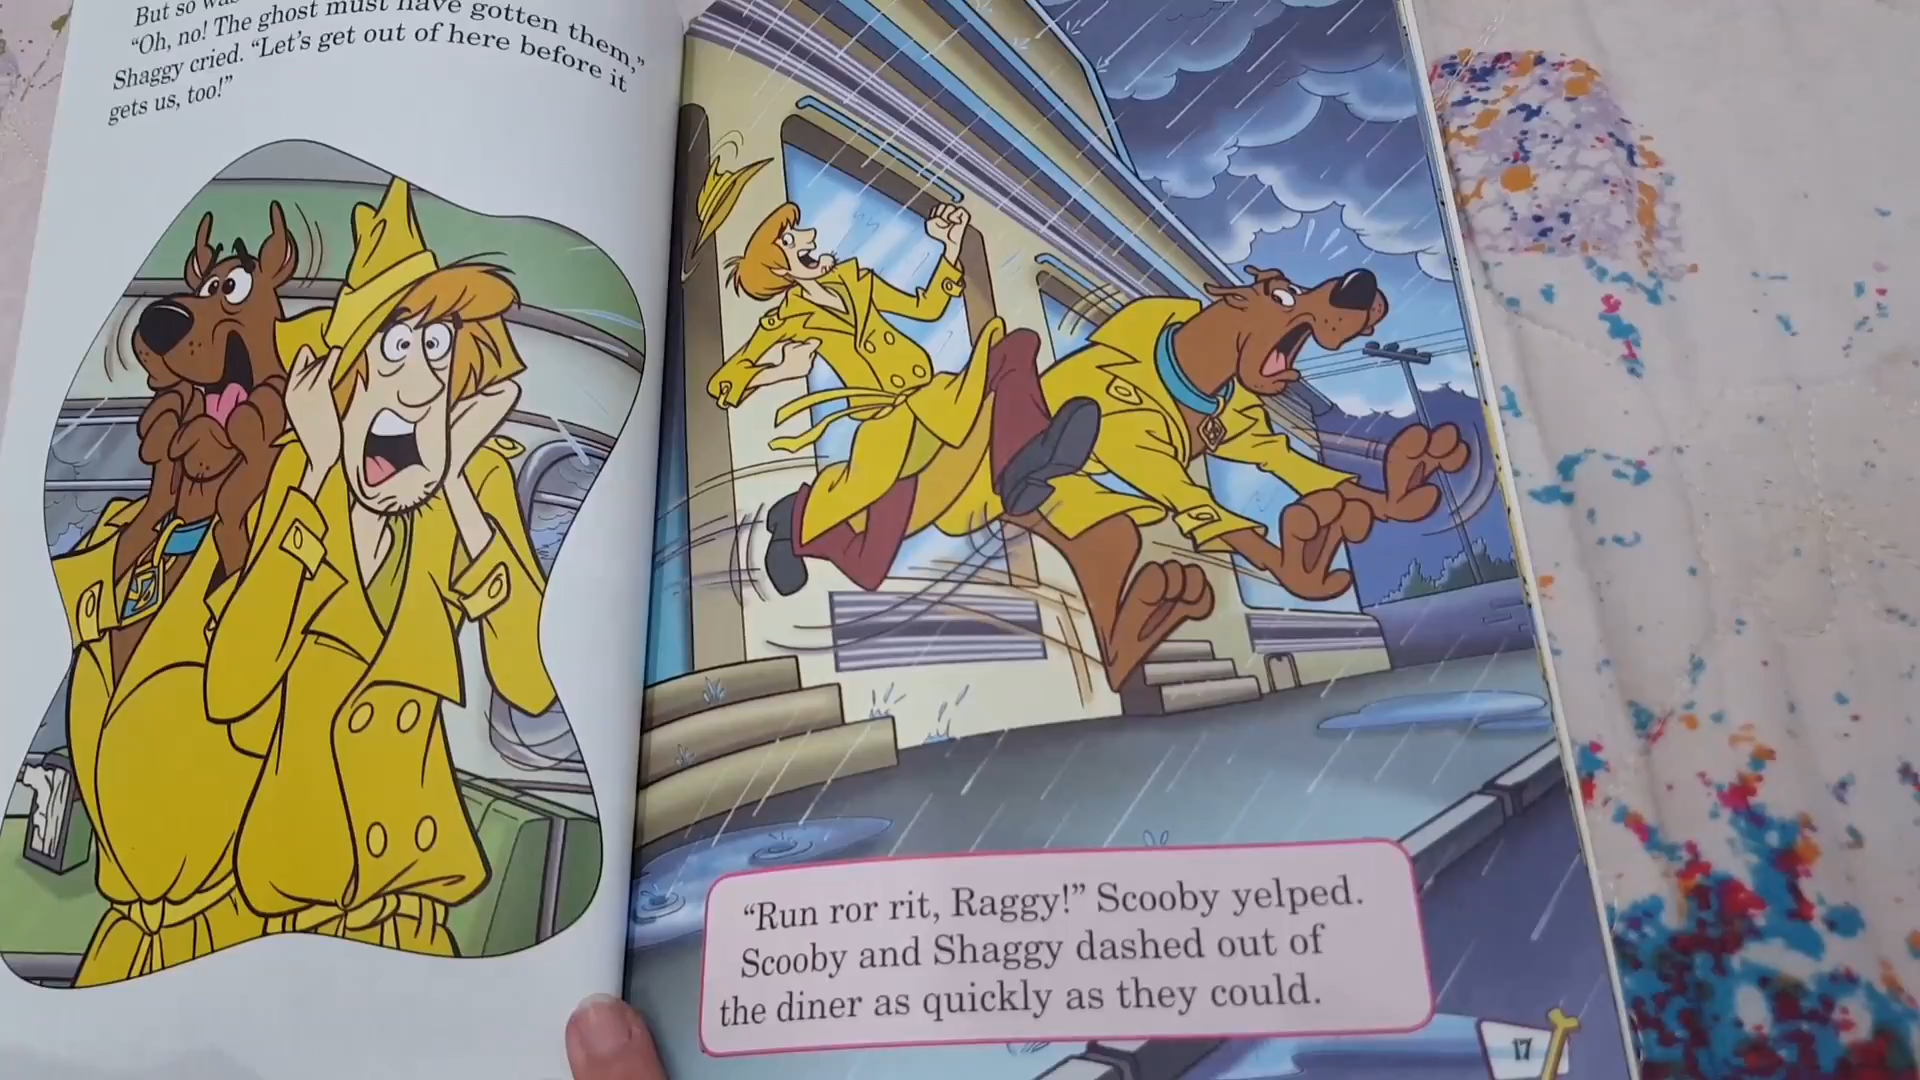 But so
"Oh, no! The ghost must have gotten them,"
Shaggy cried. "Let's get out of here before it
gets us, too!"
"Run ror rit, Raggy!" Scooby yelped.
Scooby and Shaggy dashed out of
the diner as quickly as they could.
17